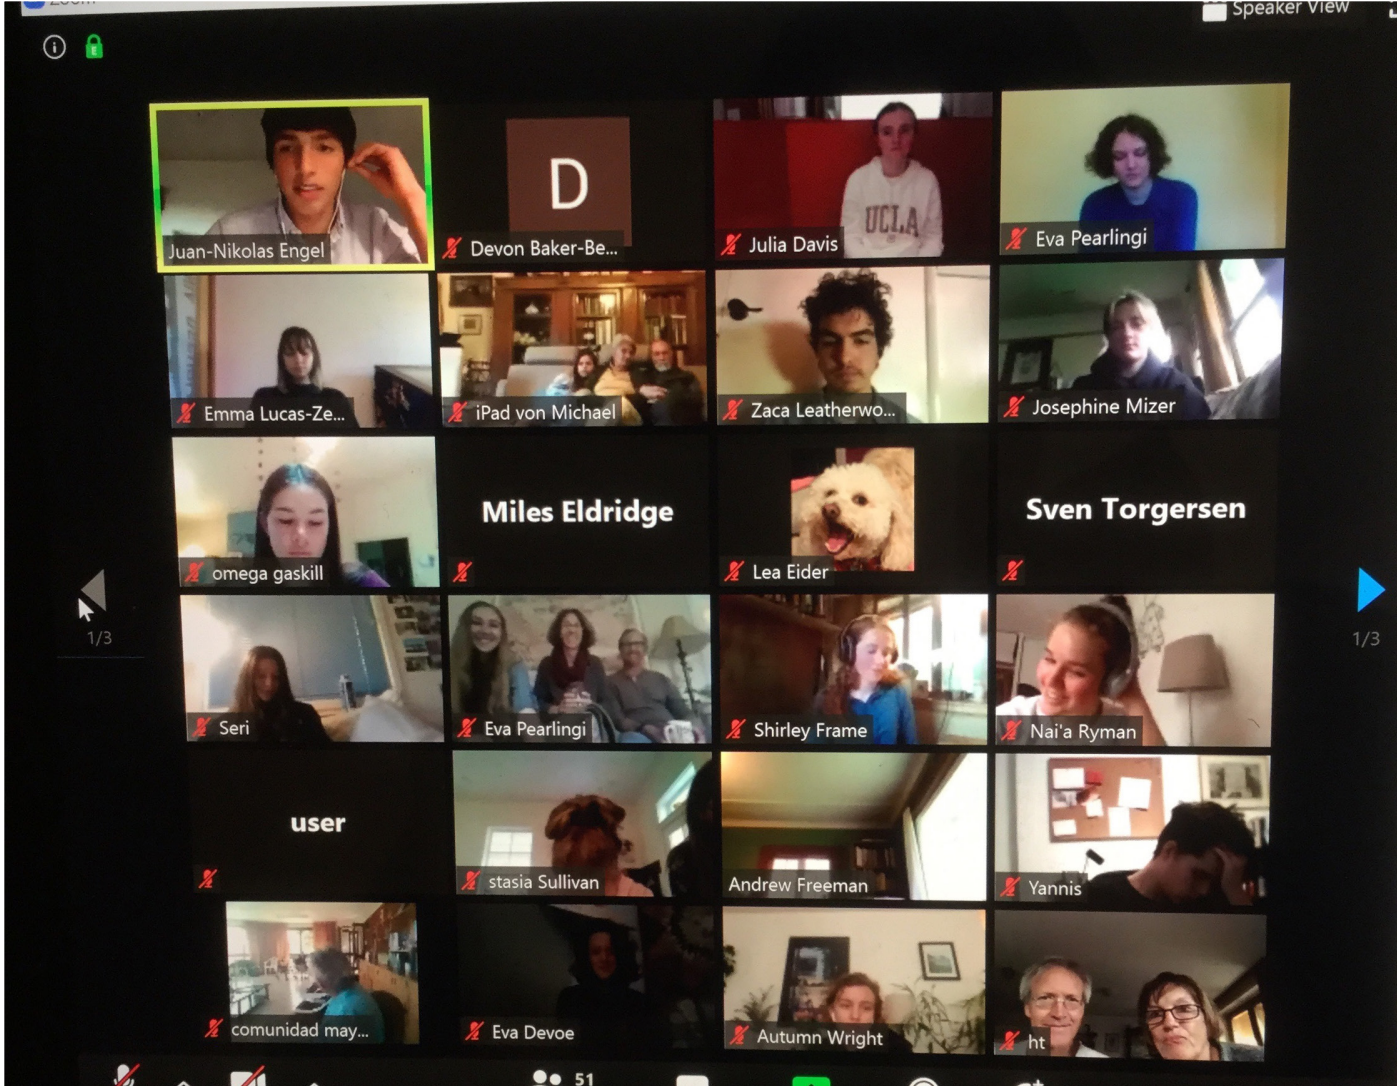 Zoom
Speaker View
E
Juan-Nikolas Engel
D
Devon Baker-Be...
UCLA
Julia Davis
Eva Pearlingi
Emma Lucas-Ze...
iPad von Michael
Zaca Leatherwo...
Josephine Mizer
omega gaskill
Miles Eldridge
Lea Eider
Sven Torgersen
1/3
1/3
Seri
Eva Pearlingi
Shirley Frame
Nai'a Ryman
user
stasia Sullivan
Andrew Freeman
Yannis
comunidad may...
Eva Devoe
Autumn Wright
ht
51